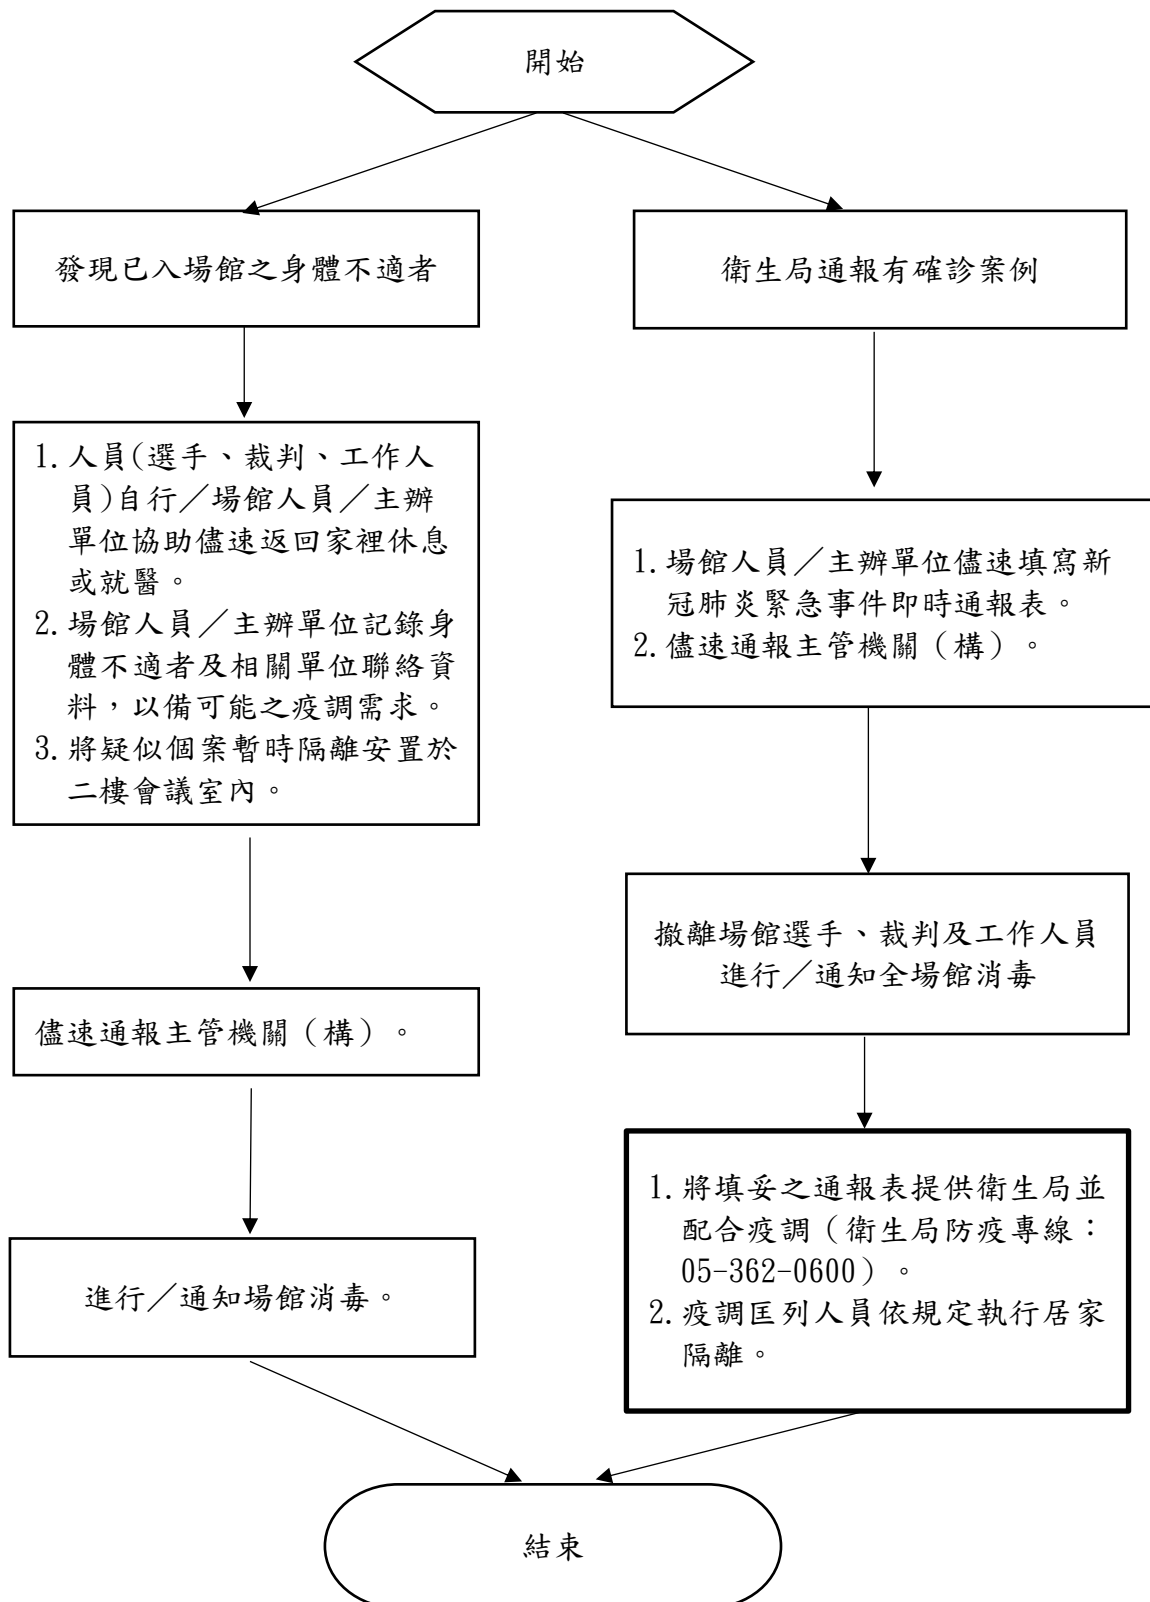 開始
發現已入場館之身體不適者
1.人員(選手、裁判、工作人
員)自行／場館人員／主辦
單位協助儘速返回家裡休息
或就醫。
2.場館人員／主辦單位記錄身
體不適者及相關單位聯絡資
料，以備可能之疫調需求。
3.將疑似個案暫時隔離安置於
二樓會議室內。
儘速通報主管機關（構）。
進行／通知場館消毒。
衛生局通報有確診案例
1.場館人員／主辦單位儘速填寫新
冠肺炎緊急事件即時通報表。
2.儘速通報主管機關（構）。
撤離場館選手、裁判及工作人員
進行／通知全場館消毒
1.將填妥之通報表提供衛生局並
配合疫調（衛生局防疫專線：
05-362-0600）。
2.疫調匡列人員依規定執行居家
隔離。
結束